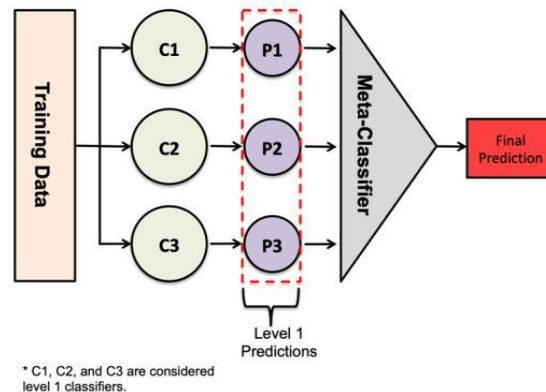 Training Data
C1
P1
C2
P2
C3
P3
Meta-Classifier
Final
Prediction
Level 1
Predictions
* C1, C2, and C3 are considered
level 1 classifiers.